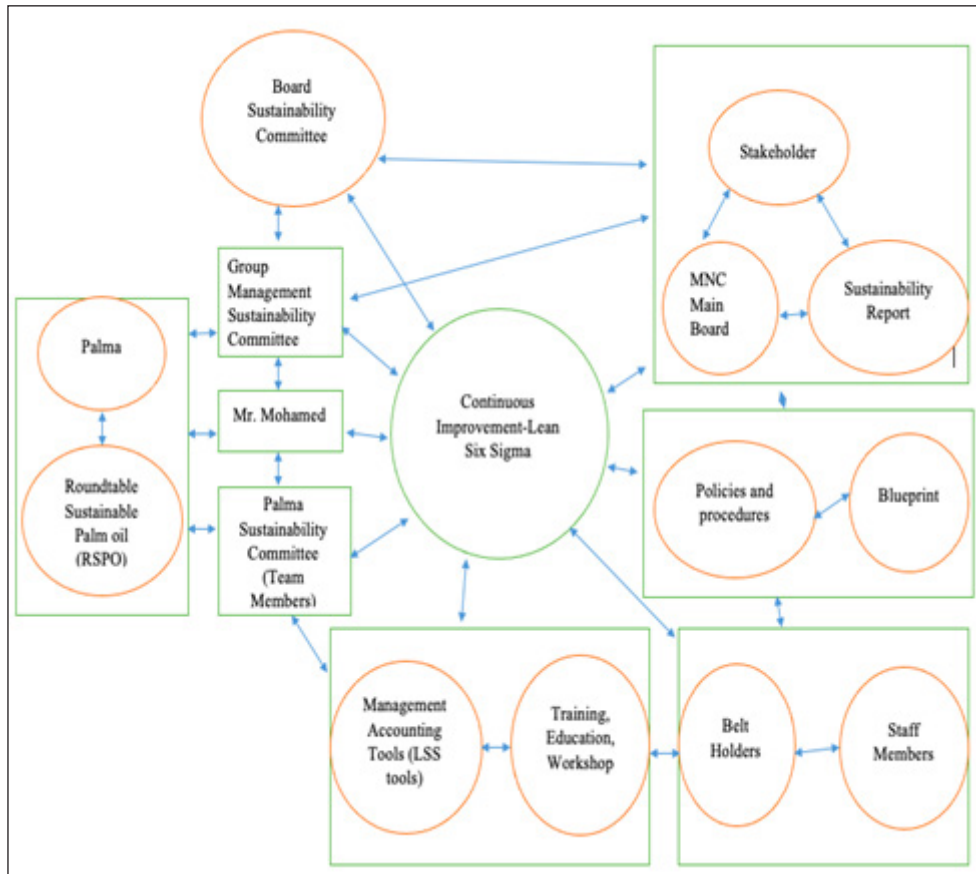 Board
Sustainability
Committee
Stakeholder
MNC
Main
Board
Sustainability
Report
Group
Management
Sustainability
Committee
Palma
Mr. Mohamed
Roundtable
Sustainable
Palm oil
(RSPO)
Palma
Sustainability
Committee
(Team
Members)
Continuous
Improvement-Lean
Six Sigma
Policies and
procedures
Blueprint
Management
Accounting
Tools (LSS
tools)
Training,
Education,
Workshop
Belt
Holders
Staff
Members